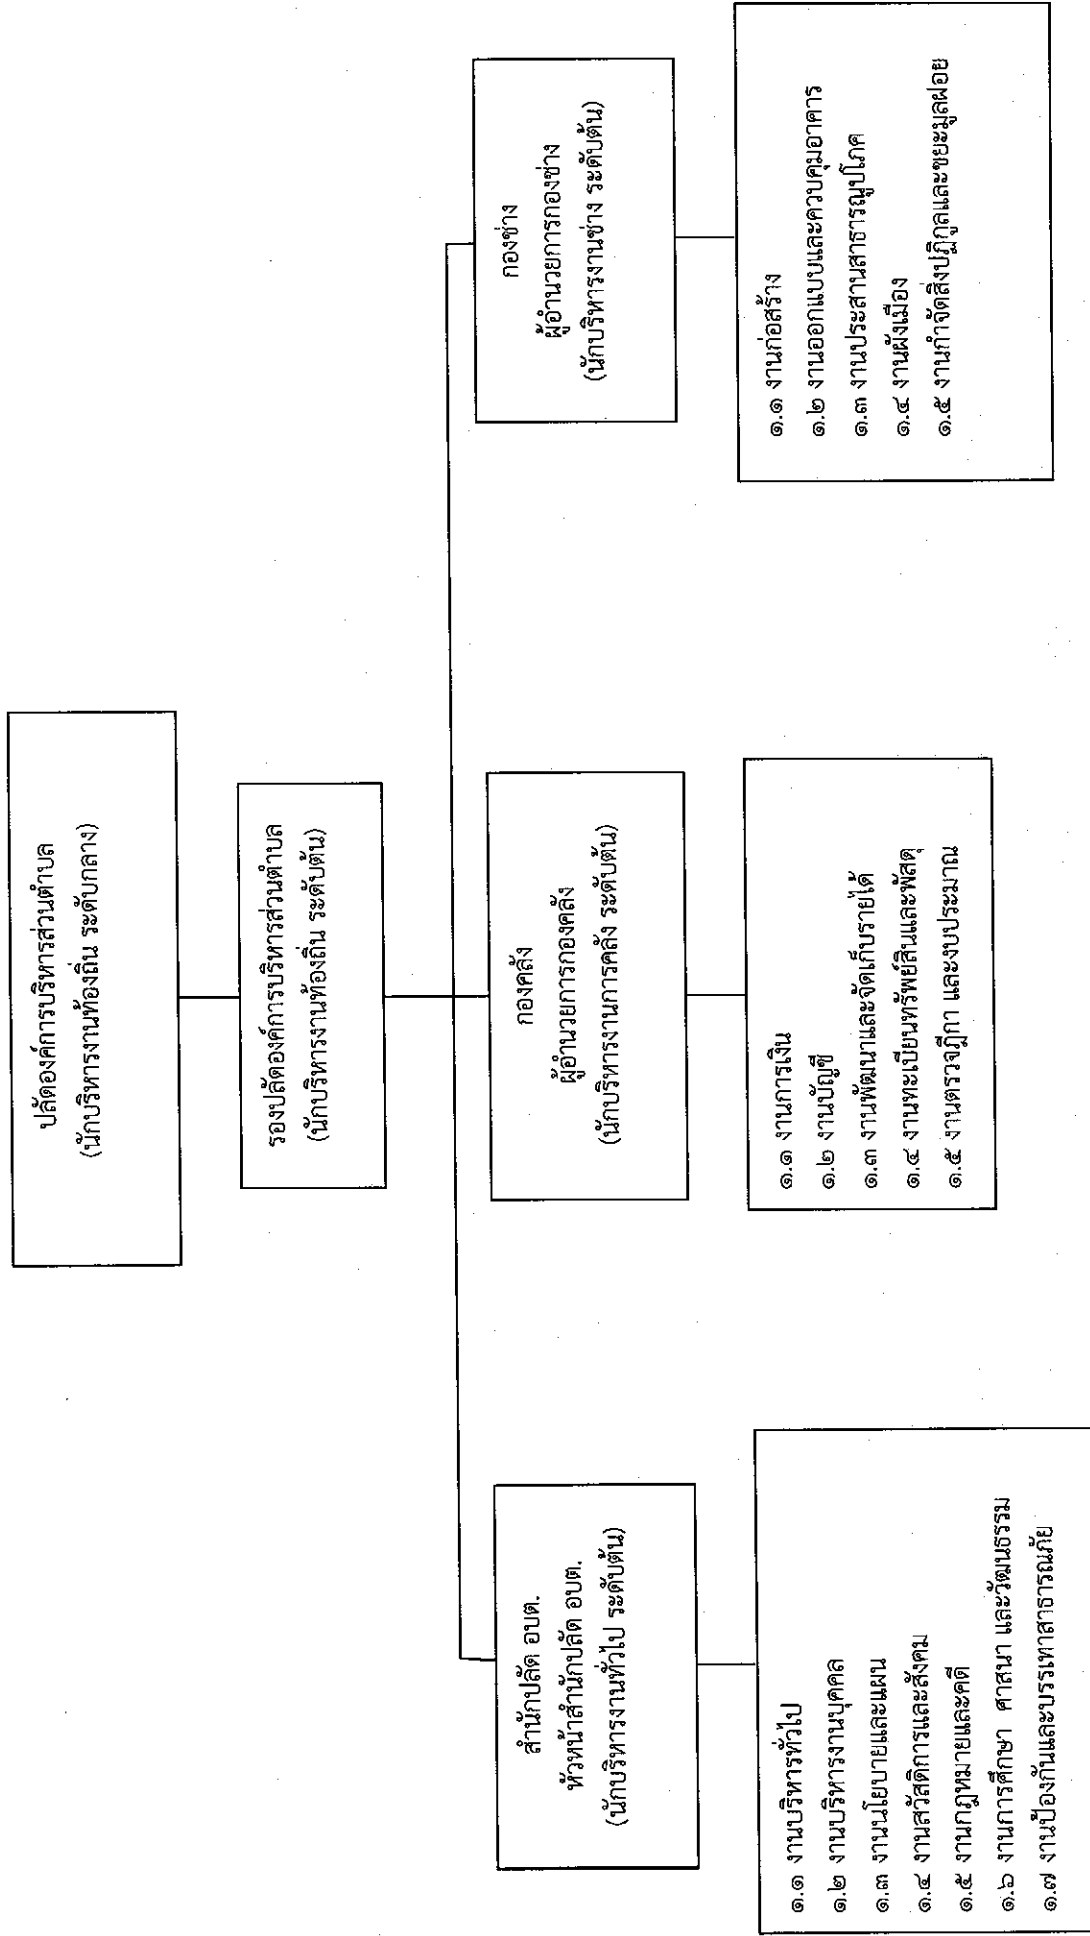 ปลัดองค์การบริหารส่วนตำบล
(นักบริหารงานท้องถิ่น ระดับกลาง)
รองปลัดองค์การบริหารส่วนตำบล
(นักบริหารงานท้องถิ่น ระดับต้น)
สำนักปลัด อบต.
หัวหน้าสำนักปลัด อบต.
(นักบริหารงานทั่วไป ระดับต้น)
๑.๑ งานบริหารทั่วไป
๑.๒ งานบริหารงานบุคคล
๑.๓ งานนโยบายและแผน
๑.๔ งานสวัสดิการและสังคม
๑.๕ งานกฎหมายและคดี
๑.๖ งานการศึกษา ศาสนา และวัฒนธรรม
๑.๗ งานป้องกันและบรรเทาสาธารณภัย
กองคลัง
ผู้อำนวยการกองคลัง
(นักบริหารงานการคลัง ระดับต้น)
๑.๑ งานการเงิน
๑.๒ งานบัญชี
๑.๓ งานพัฒนาและจัดเก็บรายได้
๑.๔ งานทะเบียนทรัพย์สินและพัสดุ
๑.๕ งานตรวจฎีกา และงบประมาณ
กองช่าง
ผู้อำนวยการกองช่าง
(นักบริหารงานช่าง ระดับต้น)
๑.๑ งานก่อสร้าง
๑.๒ งานออกแบบและควบคุมอาคาร
๑.๓ งานประสานสาธารณูปโภค
๑.๔ งานผังเมือง
๑.๕ งานกำจัดสิ่งปฏิกูลและขยะมูลฝอย